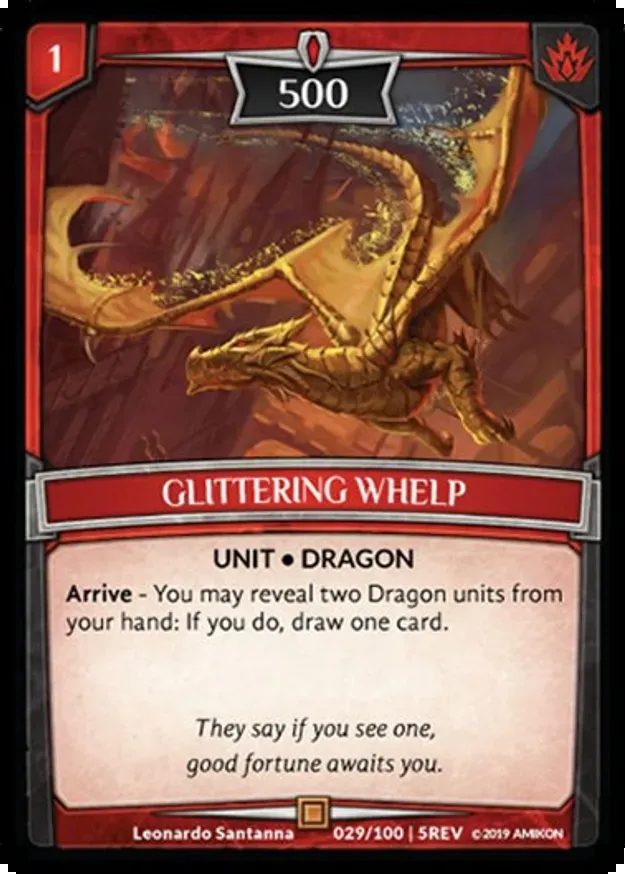 1
500
GLITTERING WHELP
UNIT • DRAGON
Arrive - You may reveal two Dragon units from
your hand: If you do, draw one card.
They say if you see one,
good fortune awaits you.
Leonardo Santanna 029/100 | 5REV ©2019 AMIKON